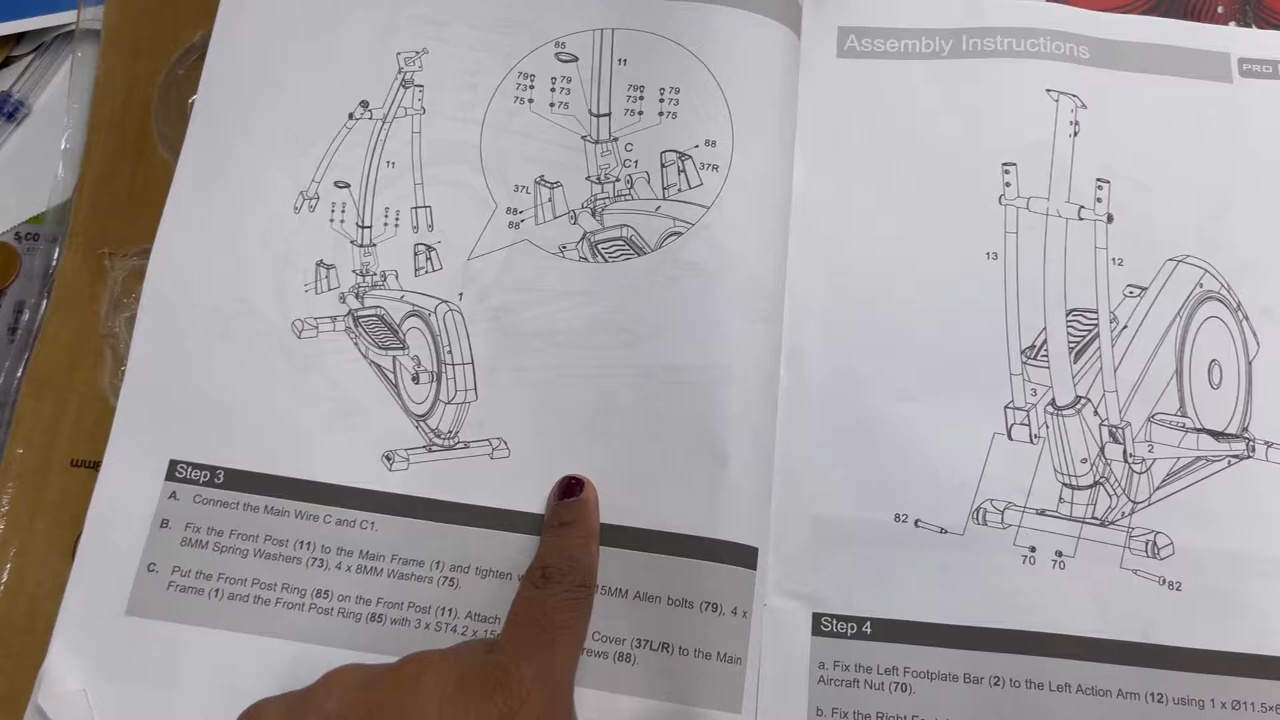 85
11
79
79
73
73
75
75
79
79
73
73
75
75
C
C1
88
37R
37L
88
88
11
1
Step 3
A. Connect the Main Wire C and C1.
B. Fix the Front Post (11) to the Main Frame (1) and tighten 15MM Allen bolts (79), 4 x
8MM Spring Washers (73), 4 x 8MM Washers (75).
C. Put the Front Post Ring (85) on the Front Post (11). Attach Cover (37L/R) to the Main
Frame (1) and the Front Post Ring (85) with 3 x ST4.2 x (88).
Assembly Instructions
PRO
13
12
3
2
82
70
70
82
Step 4
a. Fix the Left Footplate Bar (2) to the Left Action Arm (12) using 1 x
Aircraft Nut (70).
b. Fix the Right